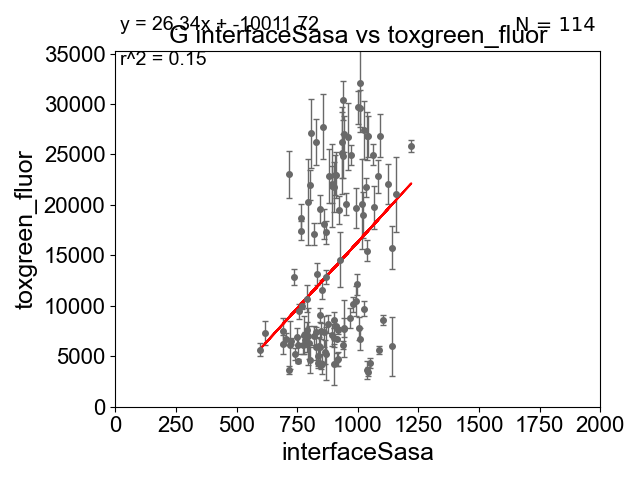 y = 26.34x + -10011.72
N = 114
G interfaceSasa vs toxgreen_fluor
r^2 = 0.15
35000
30000
25000
20000
15000
10000
5000
0
toxgreen_fluor
0 250 500 750 1000 1250 1500 1750 2000
interfaceSasa